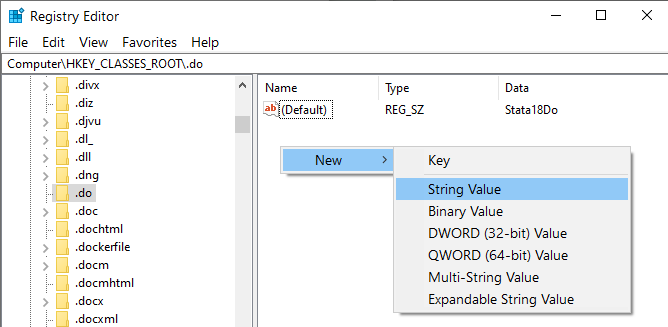 Registry Editor
File Edit View Favorites Help
Computer\HKEY_CLASSES_ROOT\.do
.divx
.diz
.djvu
.dl_
.dll
.dng
.do
.doc
.dochtml
.dockerfile
.docm
.docmhtml
.docx
.docxml
Name Type Data
ab (Default) REG_SZ Stata18Do
New
Key
String Value
Binary Value
DWORD (32-bit) Value
QWORD (64-bit) Value
Multi-String Value
Expandable String Value